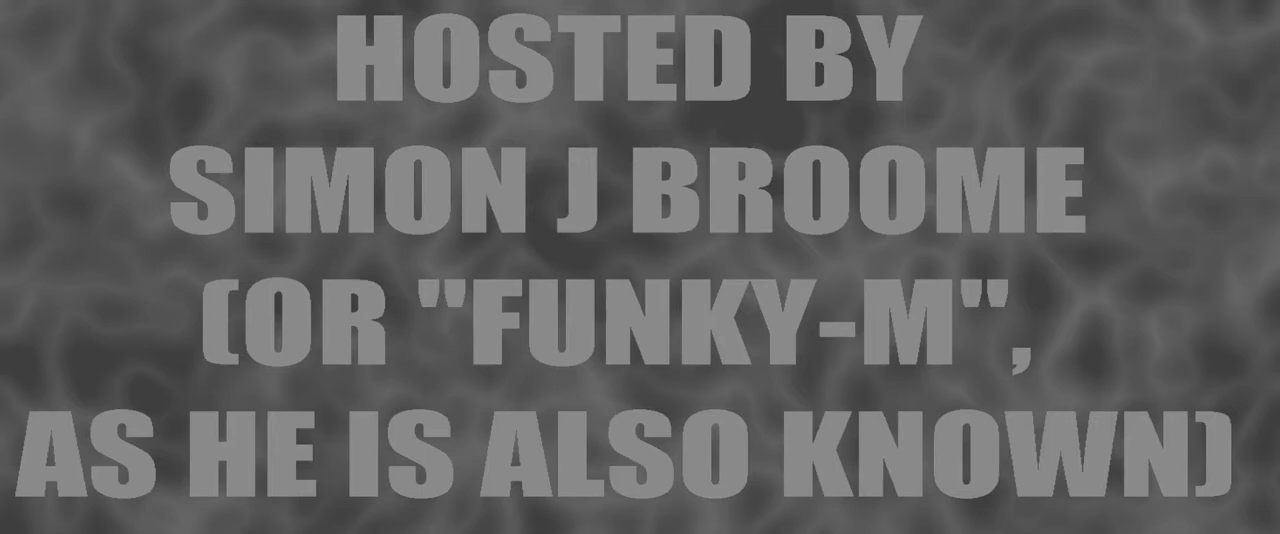 HOSTED BY
SIMON J BROOME
(OR "FUNKY-M",
AS HE IS ALSO KNOWN)